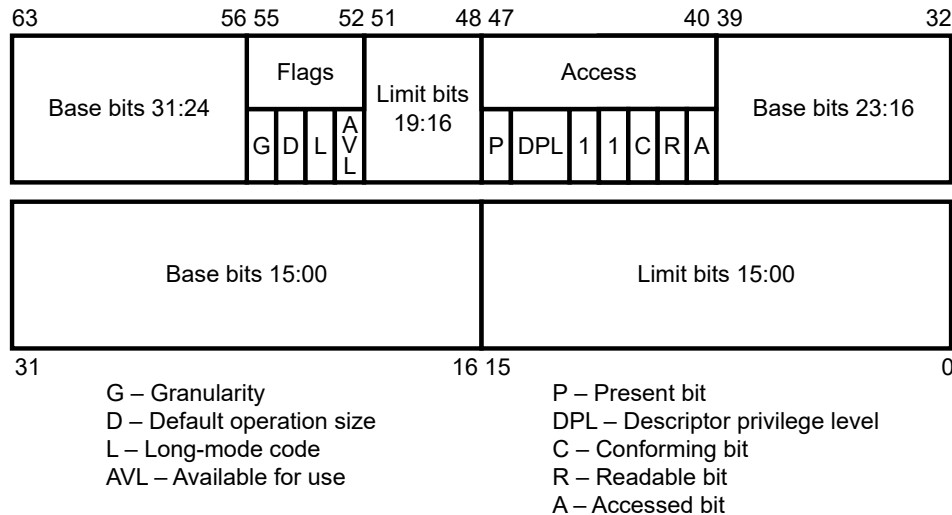 63 56 55 52 51 48 47 40 39 32
Flags Access
Base bits 31:24 Limit bits 19:16 Base bits 23:16
G D L AVL P DPL 1 1 C R A
Base bits 15:00 Limit bits 15:00
31 16 15 0
G – Granularity
D – Default operation size
L – Long-mode code
AVL – Available for use
P – Present bit
DPL – Descriptor privilege level
C – Conforming bit
R – Readable bit
A – Accessed bit